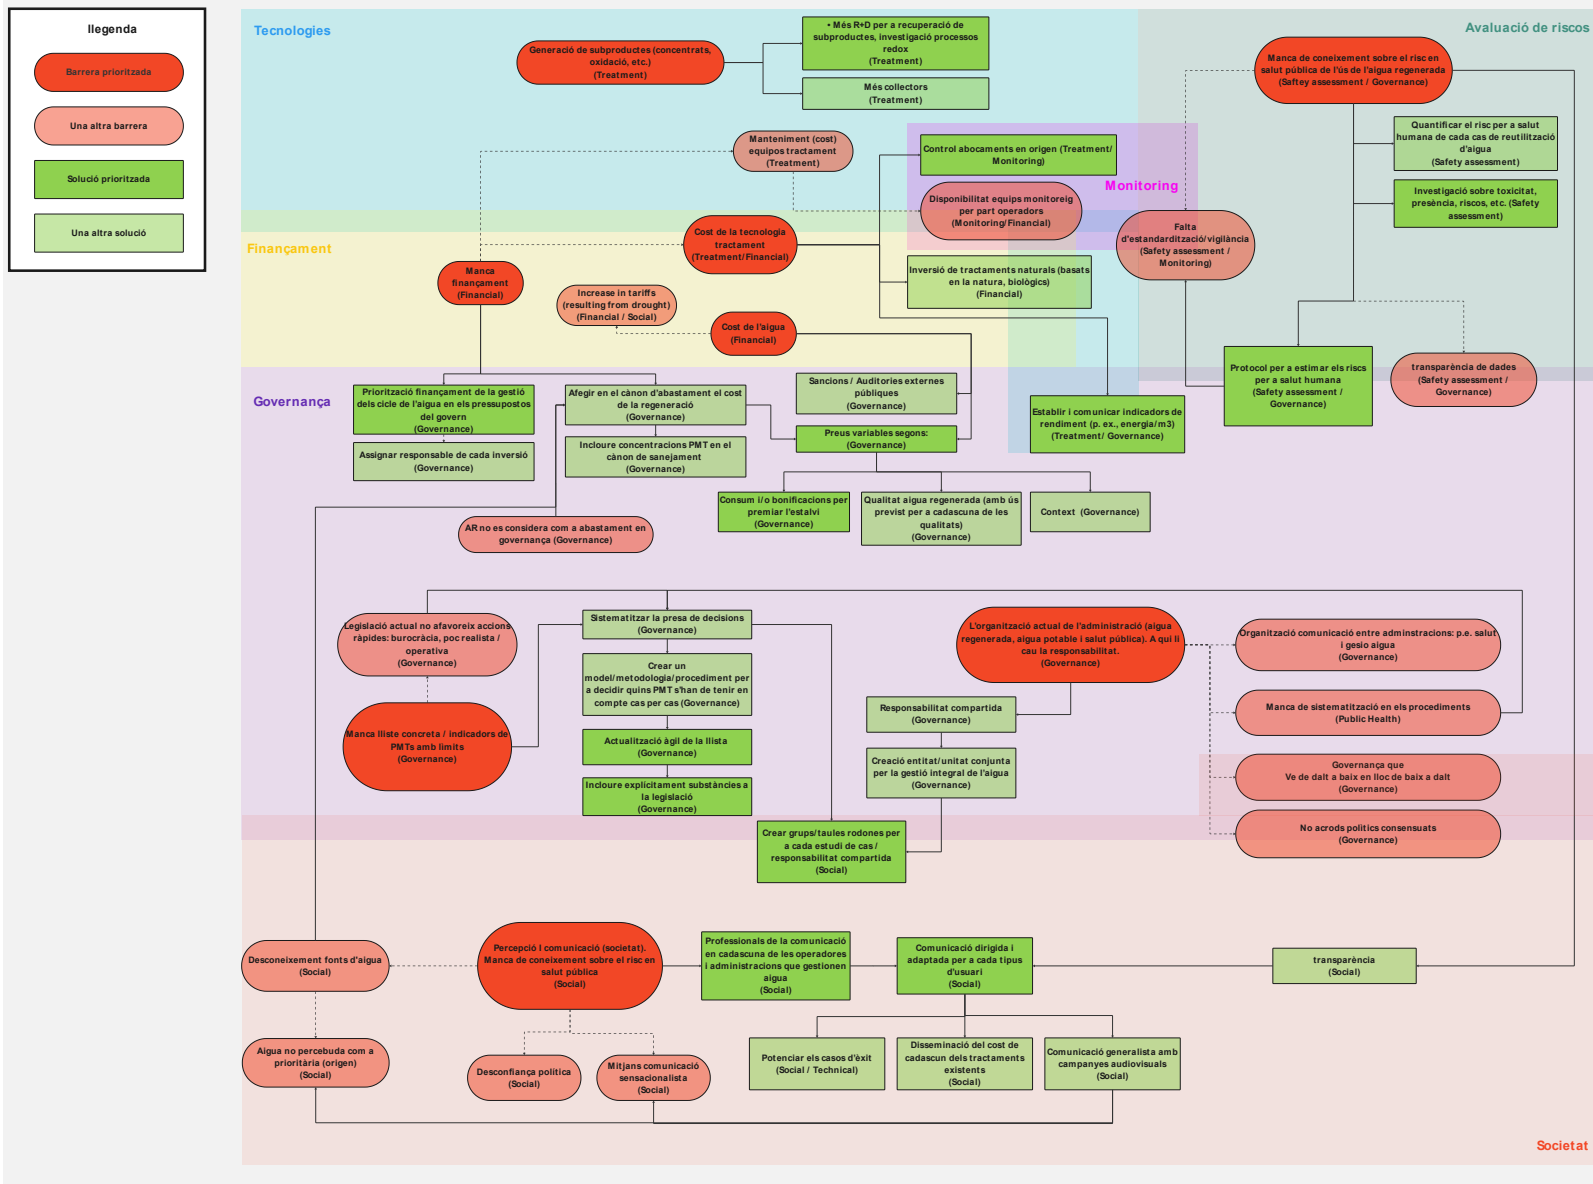 llegenda
Barrera prioritzada
Una altra barrera
Solució prioritzada
Una altra solució
Tecnologies
Avaluació de riscos
Generació de subproductes (concentrats,
oxidació, etc.)
(Treatment)
• Més R+D per a recuperació de
subproductes, investigació processos
redox
(Treatment)
Més collectors
(Treatment)
Manca de coneixement sobre el risc en
salut pública de l'ús de l'aigua regenerada
(Saftey assessment / Governance)
Quantificar el risc per a salut
humana de cada cas de reutilització
d'aigua
(Safety assessment)
Investigació sobre toxicitat,
presència, riscos, etc. (Safety
assessment)
Manteniment (cost)
equipos tractament
(Treatment)
Control abocaments en origen (Treatment/
Monitoring)
Monitoring
Disponibilitat equips monitoreig
per part operadors
(Monitoring/Financial)
Falta
d'estandardització/vigilància
(Safety assessment /
Monitoring)
Finançament
Cost de la tecnologia
tractament
(Treatment/Financial)
Manca
finançament
(Financial)
Increase in tariffs
(resulting from drought)
(Financial / Social)
Cost de l'aigua
(Financial)
Inversió de tractaments naturals (basats
en la natura, biològics)
(Financial)
Protocol per a estimar els riscs
per a salut humana
(Safety assessment /
Governance)
transparència de dades
(Safety assessment /
Governance)
Governança
Priorització finançament de la gestió
dels cicle de l'aigua en els pressupostos
del govern
(Governance)
Assignar responsable de cada inversió
(Governance)
Afegir en el cànon d'abastament el cost
de la regeneració
(Governance)
Incloure concentracions PMT en el
cànon de sanejament
(Governance)
Sancions / Auditories externes
públiques
(Governance)
Preus variables segons:
(Governance)
Establir i comunicar indicadors de
rendiment (p. ex., energía/m3)
(Treatment/ Governance)
Consum i/o bonificacions per
premiar l'estalvi
(Governance)
Qualitat aigua regenerada (amb ús
previst per a cadascuna de les
qualitats)
(Governance)
Context (Governance)
AR no es considera com a abastament en
governança (Governance)
Legislació actual no afavoreix accions
ràpides: burocràcia, poc realista /
operativa
(Governance)
Sistematitzar la presa de decisions
(Governance)
Crear un
model/metodologia/procediment per
a decidir quins PMT s'han de tenir en
compte cas per cas (Governance)
Actualització àgil de la llista
(Governance)
Incloure explícitament substàncies a
la legislació
(Governance)
Manca lliste concreta / indicadors de
PMTs amb límits
(Governance)
L'organització actual de l'administració (aigua
regenerada, aigua potable i salut pública). A qui li
cau la responsabilitat.
(Governance)
Responsabilitat compartida
(Governance)
Creació entitat/unitat conjunta
per la gestió integral de l'aigua
(Governance)
Organització comunicació entre adminstracions: p.e. salut
i gesio aigua
(Governance)
Manca de sistematització en els procediments
(Public Health)
Governança que
Ve de dalt a baix en lloc de baix a dalt
(Governance)
No acrods polítics consensuats
(Governance)
Crear grups/taules rodones per
a cada estudi de cas /
responsabilitat compartida
(Social)
Desconeixement fonts d'aigua
(Social)
Percepció I comunicació (societat).
Manca de coneixement sobre el risc en
salut pública
(Social)
Professionals de la comunicació
en cadascuna de les operadores
i administracions que gestionen
aigua
(Social)
Comunicació dirigida i
adaptada per a cada tipus
d'usuari
(Social)
transparència
(Social)
Aigua no percebuda com a
prioritària (origen)
(Social)
Desconfiança política
(Social)
Mitjans comunicació
sensacionalista
(Social)
Potenciar els casos d'èxit
(Social / Technical)
Disseminació del cost de
cadascun dels tractaments
existents
(Social)
Comunicació generalista amb
campanyes audiovisuals
(Social)
Societat